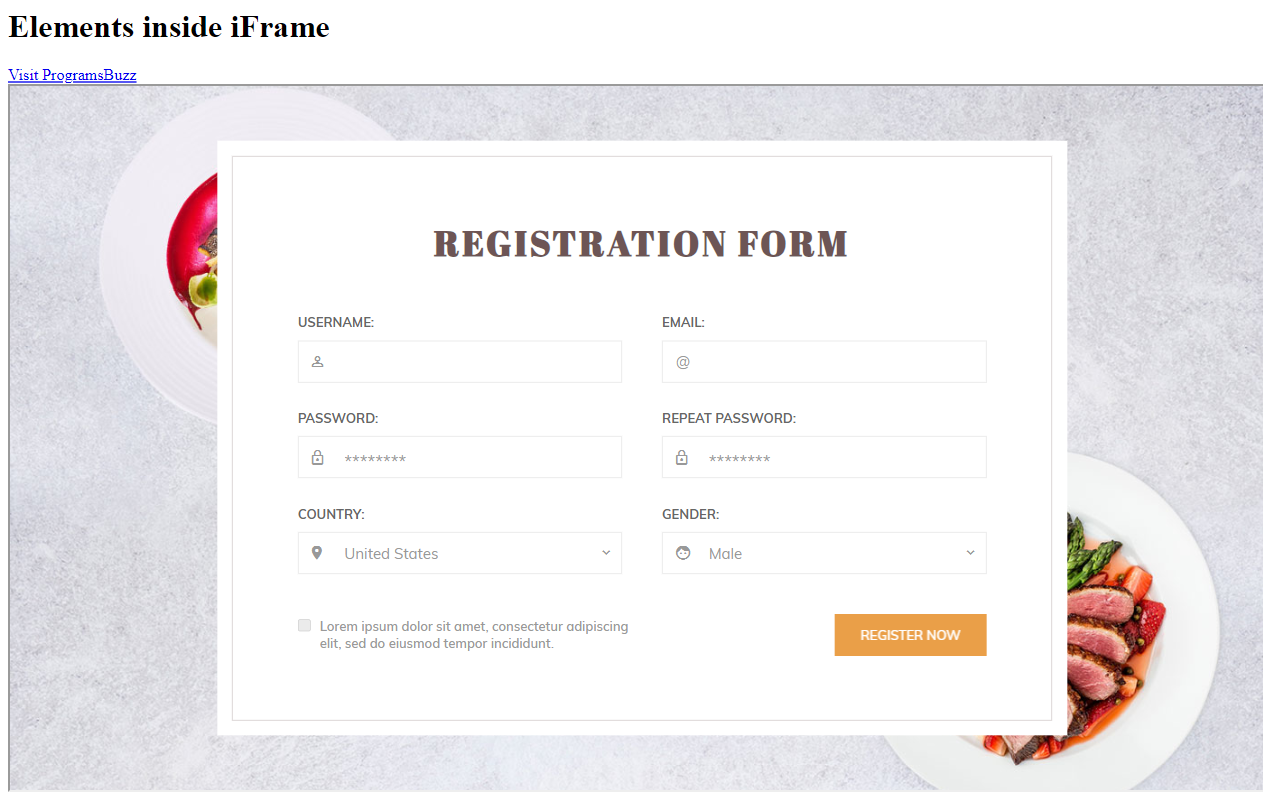 Elements inside iFrame
Visit ProgramsBuzz
REGISTRATION FORM
USERNAME:
EMAIL:
@
PASSWORD:
REPEAT PASSWORD:
********
********
COUNTRY:
GENDER:
United States
Male
Lorem ipsum dolor sit amet, consectetur adipiscing
elit, sed do eiusmod tempor incididunt.
REGISTER NOW